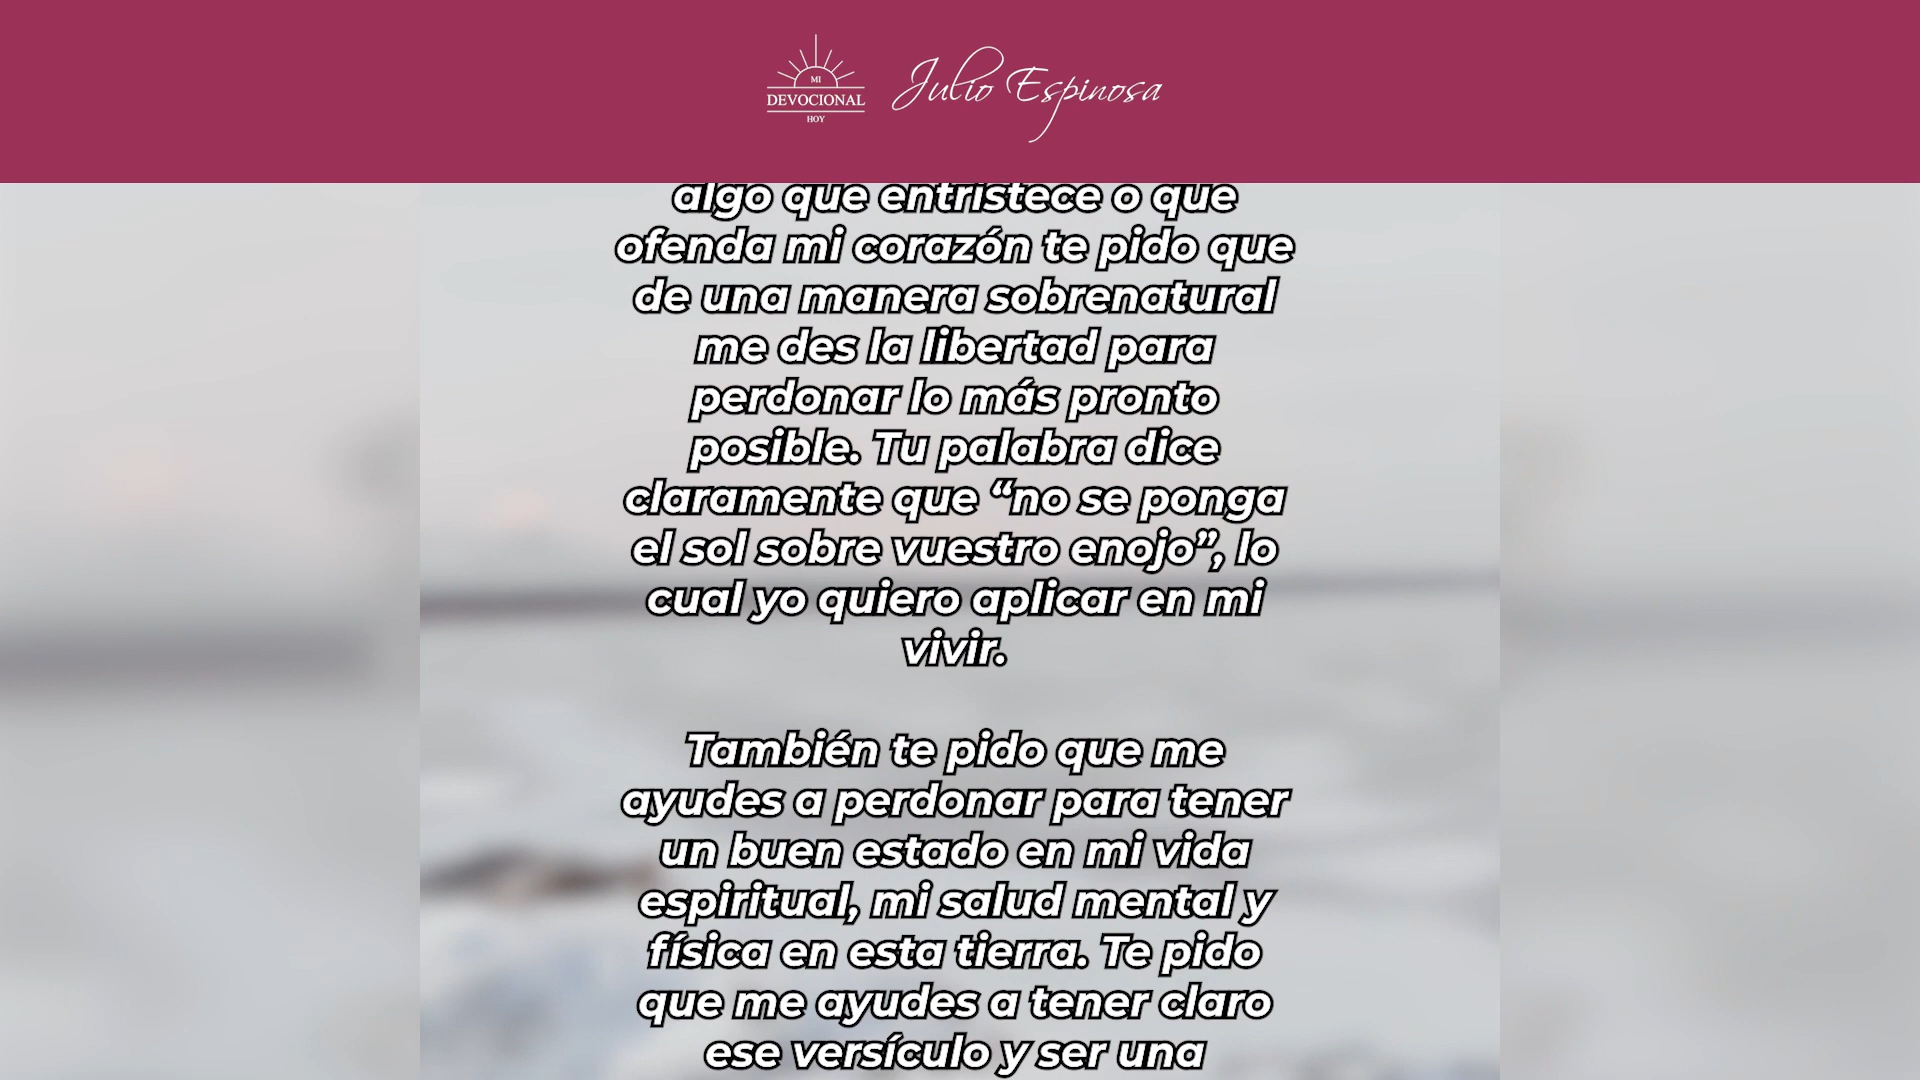 MI
DEVOCIONAL
HOY
Julio Espinosa
algo que entristece o que
ofenda mi corazón te pido que
de una manera sobrenatural
me des la libertad para
perdonar lo más pronto
posible. Tu palabra dice
claramente que “no se ponga
el sol sobre vuestro enojo”, lo
cual yo quiero aplicar en mi
vivir.
También te pido que me
ayudes a perdonar para tener
un buen estado en mi vida
espiritual, mi salud mental y
física en esta tierra. Te pido
que me ayudes a tener claro
ese versículo y ser una